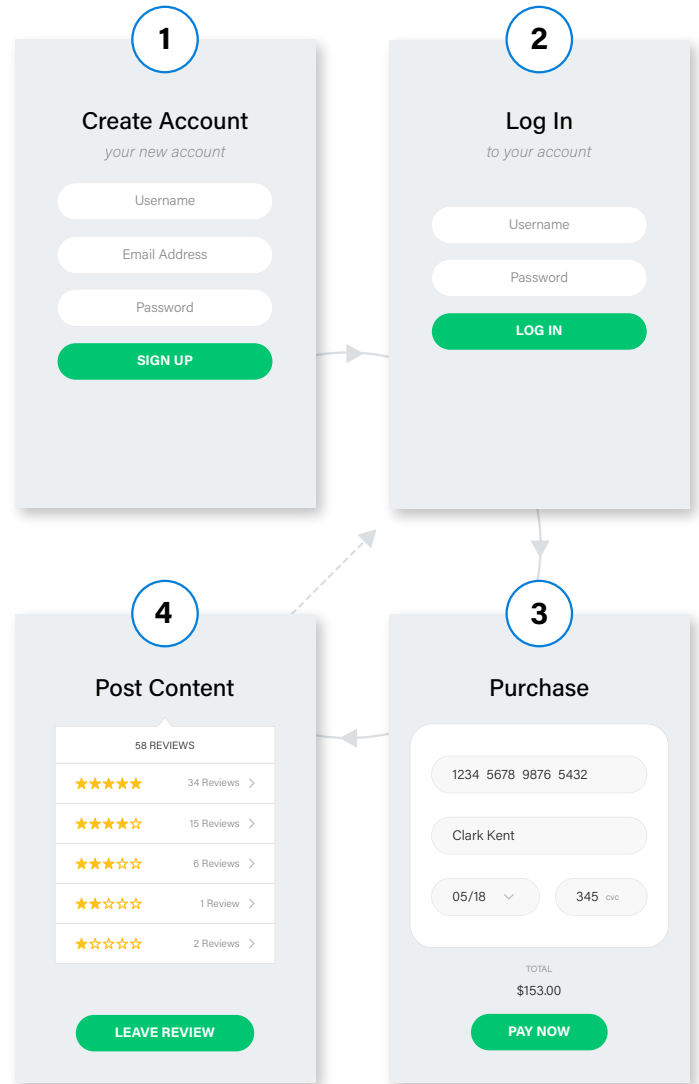 1
Create Account
your new account
Username
Email Address
Password
SIGN UP
2
Log In
to your account
Username
Password
LOG IN
3
Purchase
1234 5678 9876 5432
Clark Kent
05/18
345 cvc
TOTAL
$153.00
PAY NOW
4
Post Content
58 REVIEWS
34 Reviews
15 Reviews
6 Reviews
1 Review
2 Reviews
LEAVE REVIEW